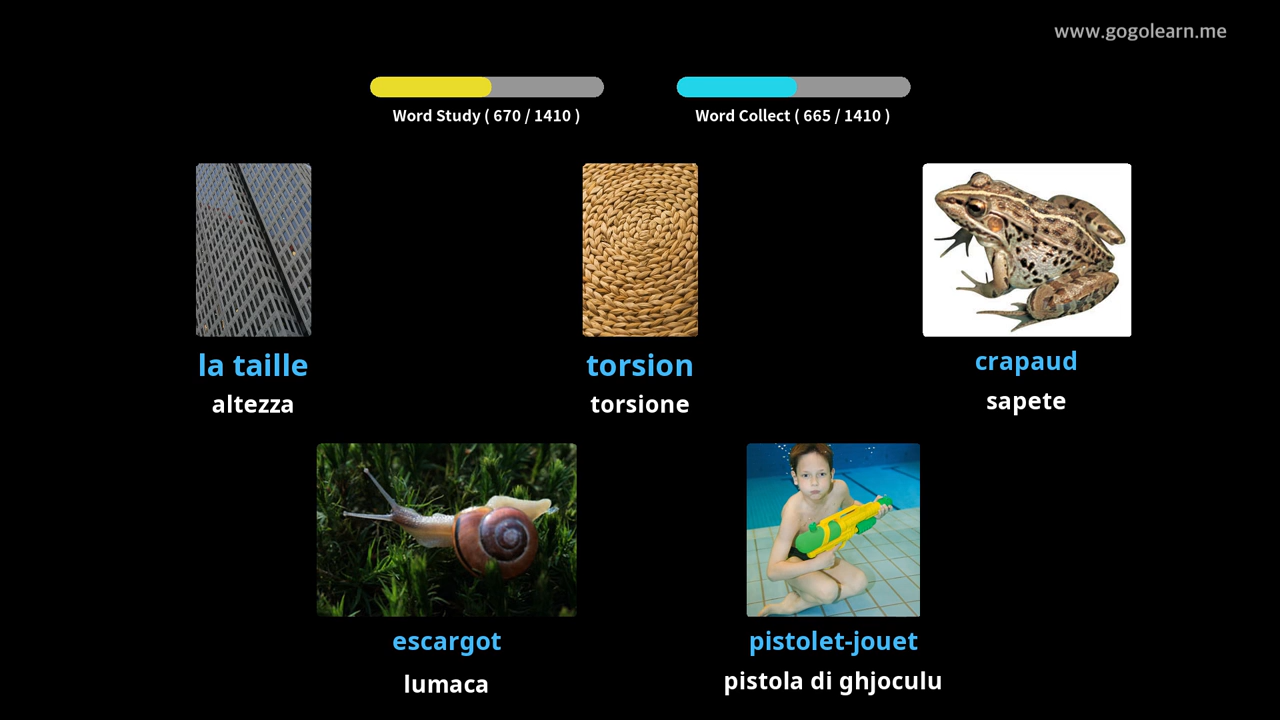 www.gogolearn.me
Word Study ( 670 / 1410 )
Word Collect ( 665 / 1410 )
la taille
altezza
torsion
torsione
crapaud
sapete
escargot
lumaca
pistolet-jouet
pistola di ghjoculu